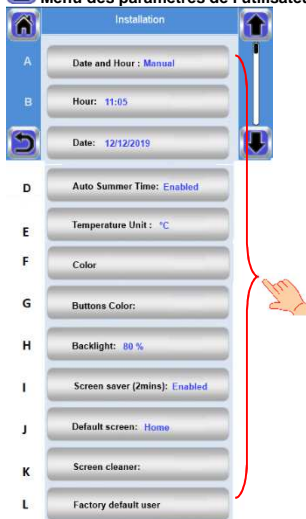 Menu des paramètres de l'utilisateu
Installation
A Date and Hour : Manual
B Hour: 11:05
Date: 12/12/2019
D Auto Summer Time: Enabled
E Temperature Unit : °C
F Color
G Buttons Color:
H Backlight: 80 %
I Screen saver (2mins): Enabled
J Default screen: Home
K Screen cleaner:
L Factory default user